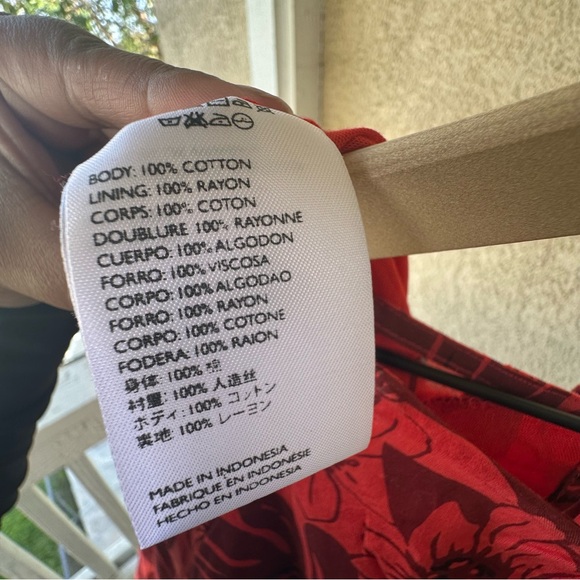 BODY: 100% COTTON
LINING: 100% RAYON
CORPS: 100% COTON
DOUBLURE 100% RAYONNE
CUERPO: 100% ALGODON
FORRO: 100% VISCOSA
CORPO: 100% ALGODAO
FORRO: 100% RAYON
CORPO: 100% COTONE
FODERA: 100% RAION
身体: 100% 棉
衬里: 100% 人造丝
ボディ: 100% コットン
裏地: 100% レーヨン
MADE IN INDONESIA
FABRIQUE EN INDONÉSIE
HECHO EN INDONESIA